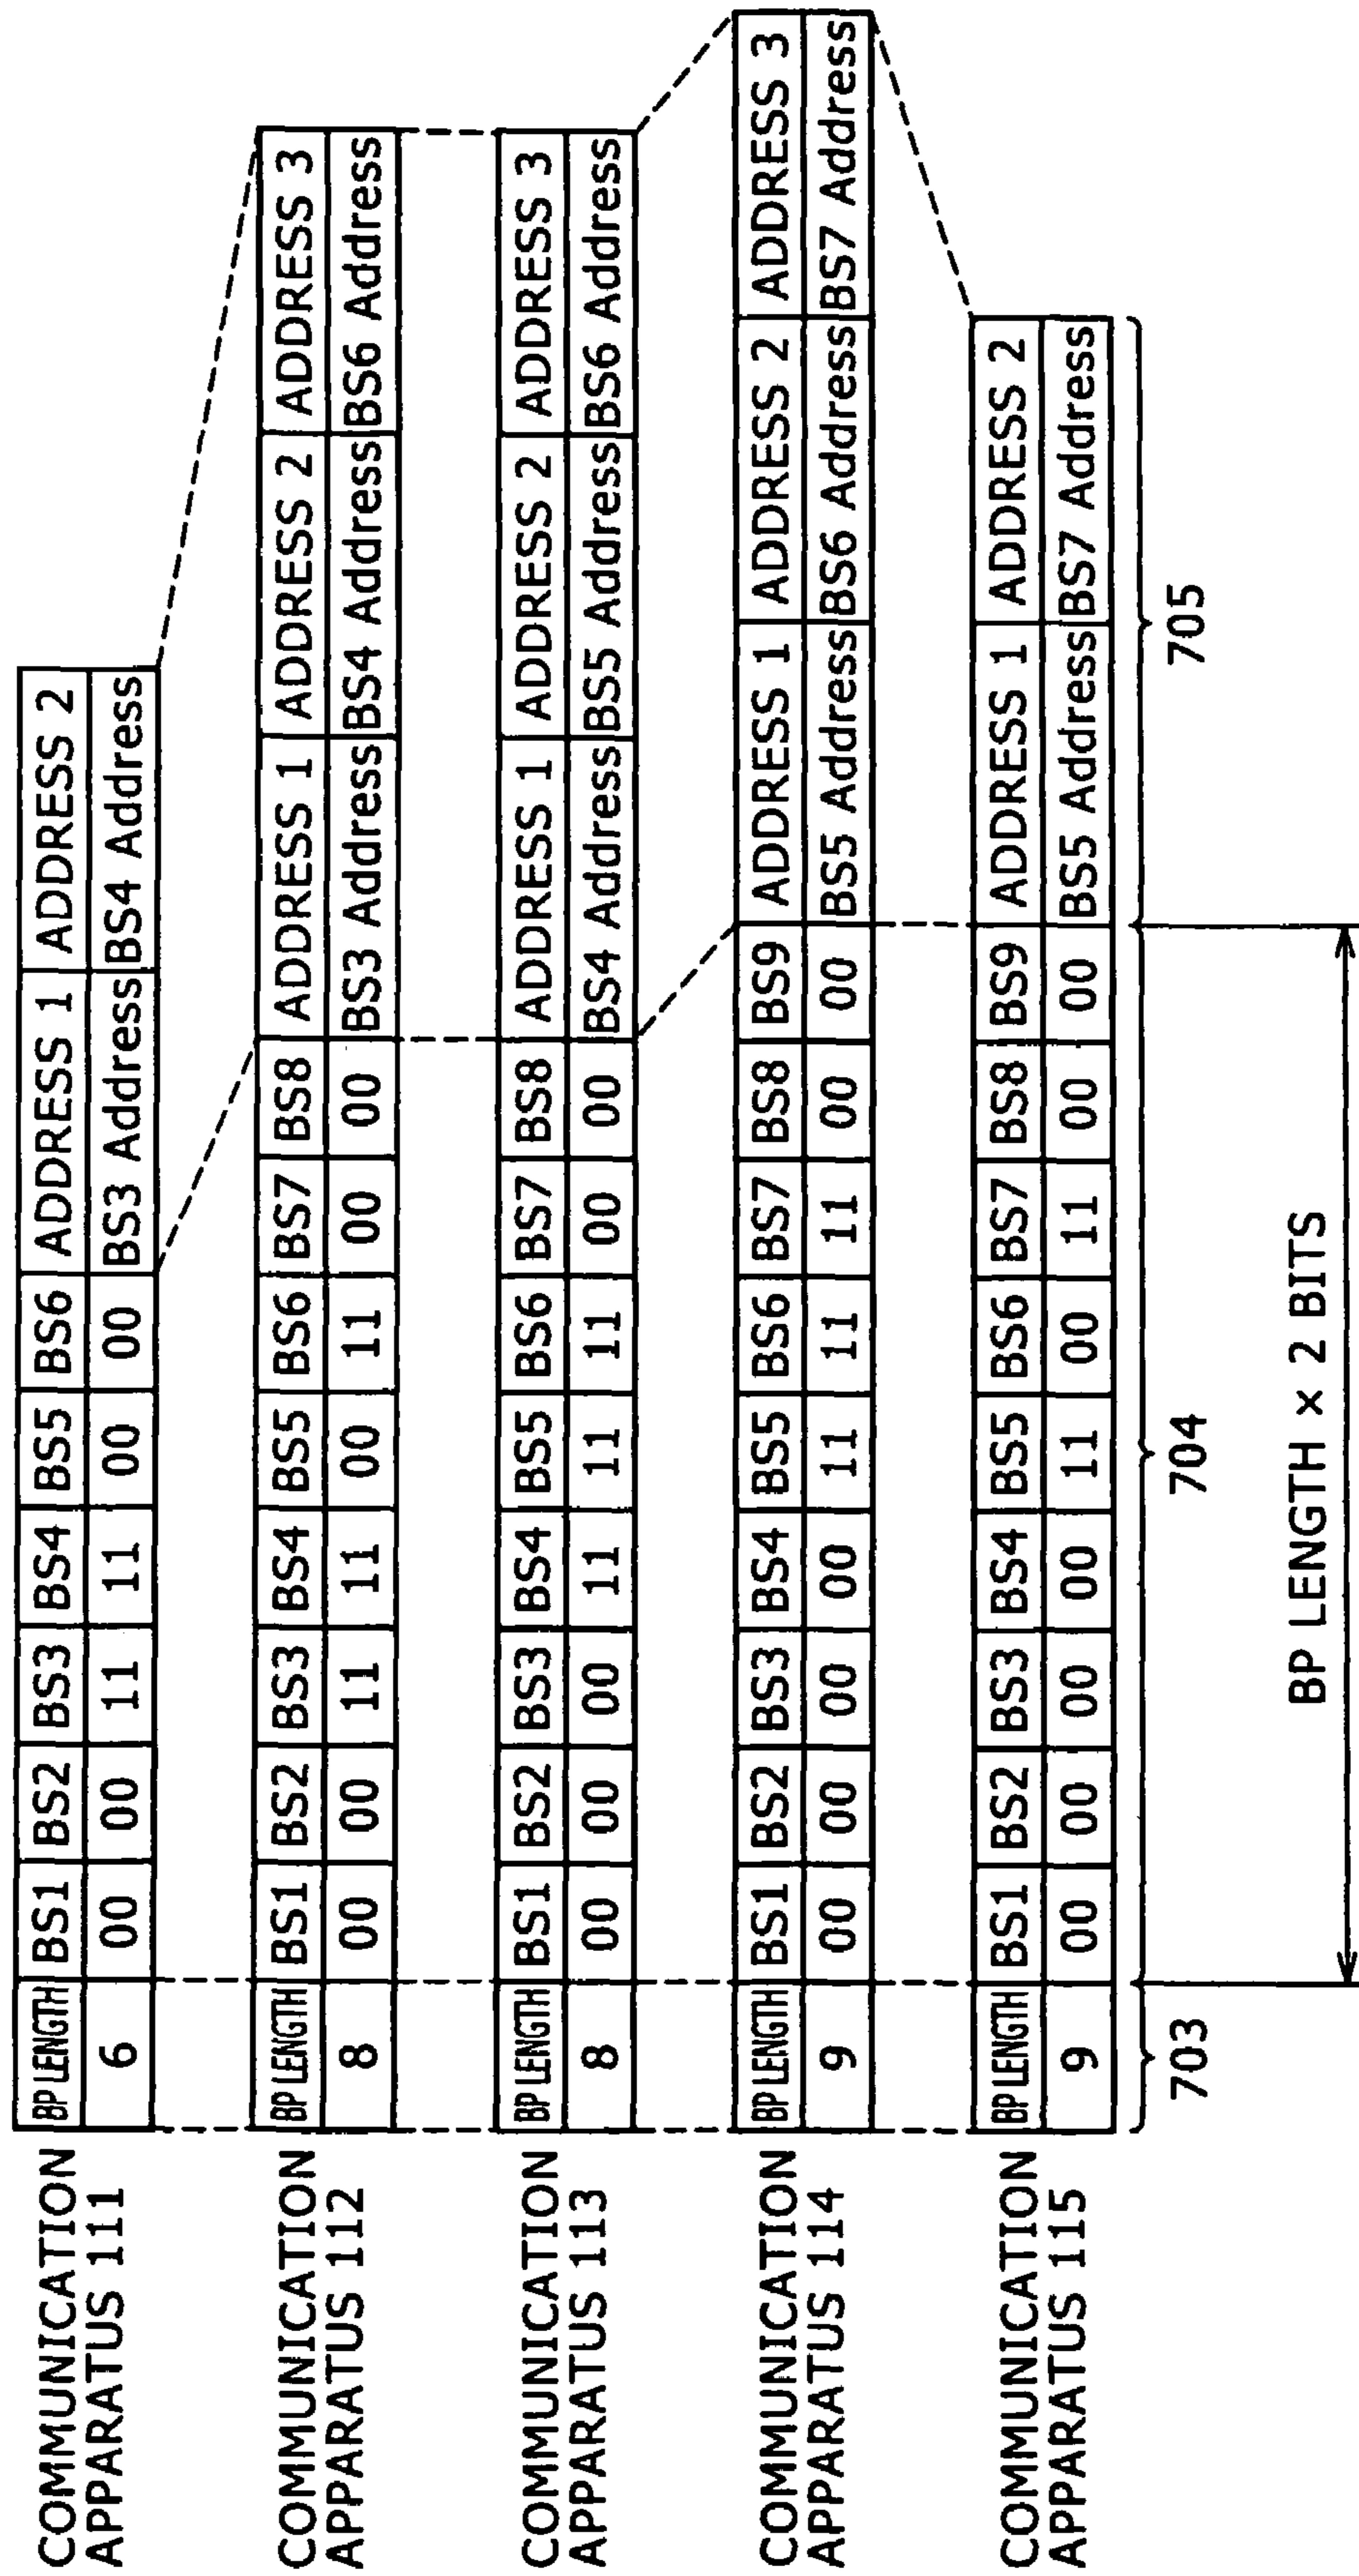 COMMUNICATION
APPARATUS 111
BP LENGTH BS1 BS2 BS3 BS4 BS5 BS6 ADDRESS 1 ADDRESS 2
6 00 00 11 11 00 00 BS3 Address BS4 Address
COMMUNICATION
APPARATUS 112
BP LENGTH BS1 BS2 BS3 BS4 BS5 BS6 BS7 BS8 ADDRESS 1 ADDRESS 2 ADDRESS 3
8 00 00 11 11 00 11 00 00 BS3 Address BS4 Address BS6 Address
COMMUNICATION
APPARATUS 113
BP LENGTH BS1 BS2 BS3 BS4 BS5 BS6 BS7 BS8 ADDRESS 1 ADDRESS 2 ADDRESS 3
8 00 00 00 11 11 11 00 00 BS4 Address BS5 Address BS6 Address
COMMUNICATION
APPARATUS 114
BP LENGTH BS1 BS2 BS3 BS4 BS5 BS6 BS7 BS8 BS9 ADDRESS 1 ADDRESS 2 ADDRESS 3
9 00 00 00 00 11 11 11 00 00 BS5 Address BS6 Address BS7 Address
COMMUNICATION
APPARATUS 115
BP LENGTH BS1 BS2 BS3 BS4 BS5 BS6 BS7 BS8 BS9 ADDRESS 1 ADDRESS 2
9 00 00 00 00 11 00 11 00 00 BS5 Address BS7 Address
703 704 705
BP LENGTH × 2 BITS